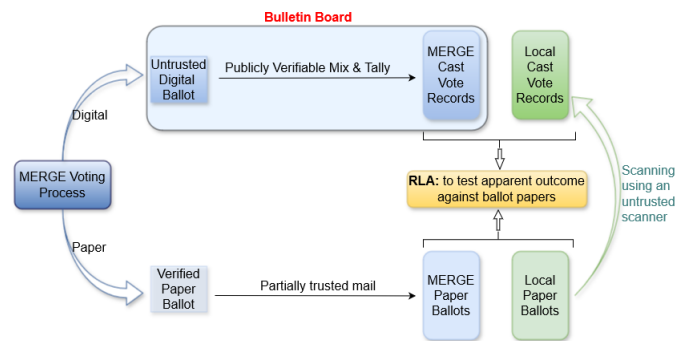 Bulletin Board
Untrusted
Digital
Ballot
Publicly Verifiable Mix & Tally
MERGE
Cast
Vote
Records
Local
Cast
Vote
Records
Digital
MERGE Voting
Process
RLA: to test apparent outcome
against ballot papers
Scanning
using an
untrusted
scanner
Paper
Verified
Paper
Ballot
Partially trusted mail
MERGE
Paper
Ballots
Local
Paper
Ballots